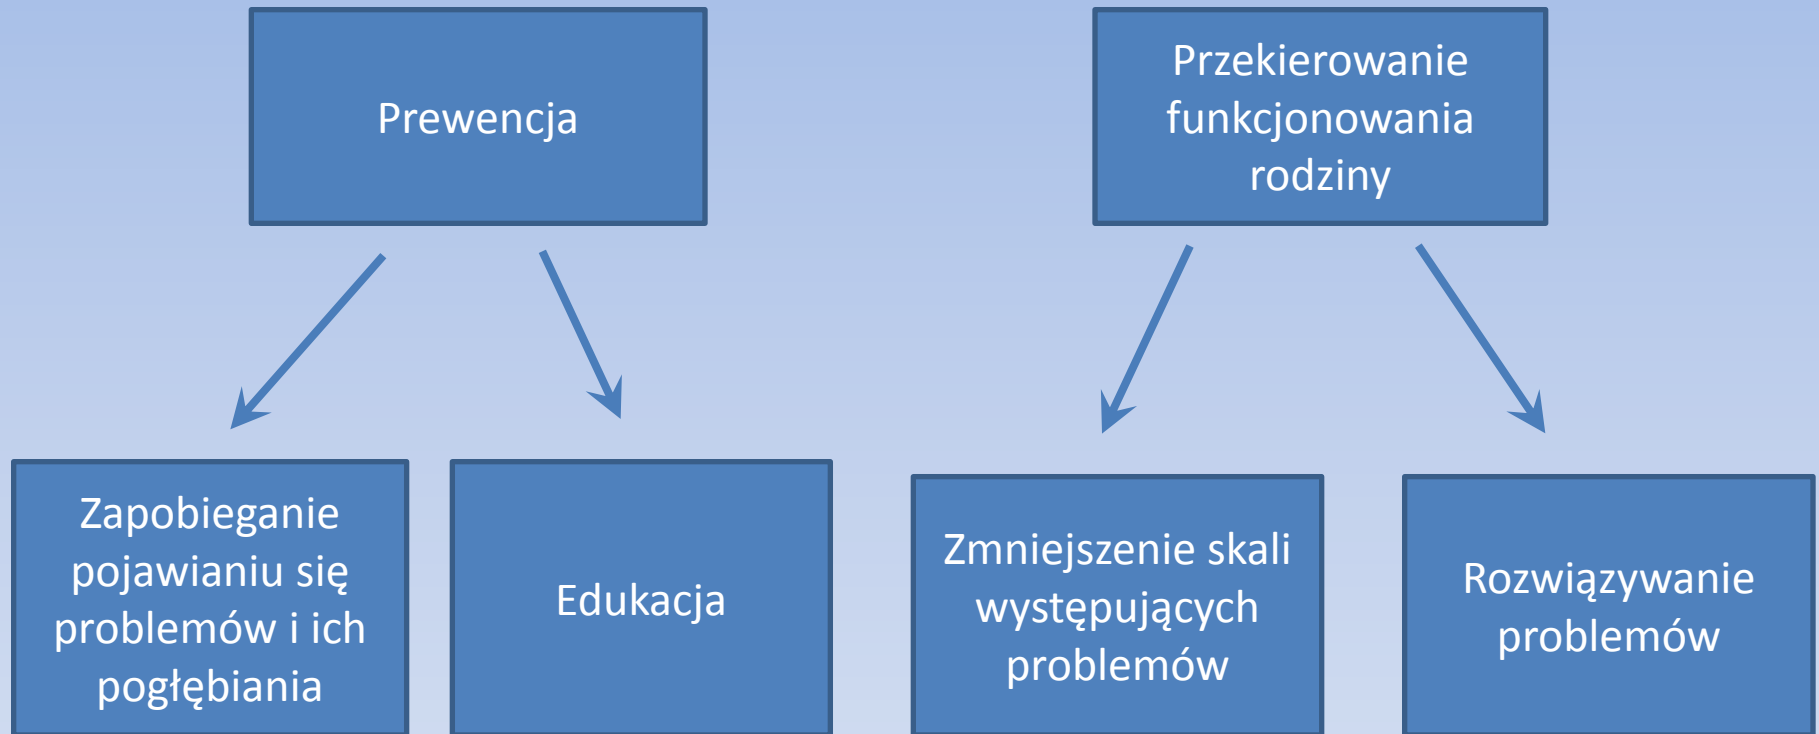 Prewencja
Przekierowanie
funkcjonowania
rodziny
Zapobieganie
pojawianiu się
problemów i ich
pogłębiania
Edukacja
Zmniejszenie skali
występujących
problemów
Rozwiązywanie
problemów